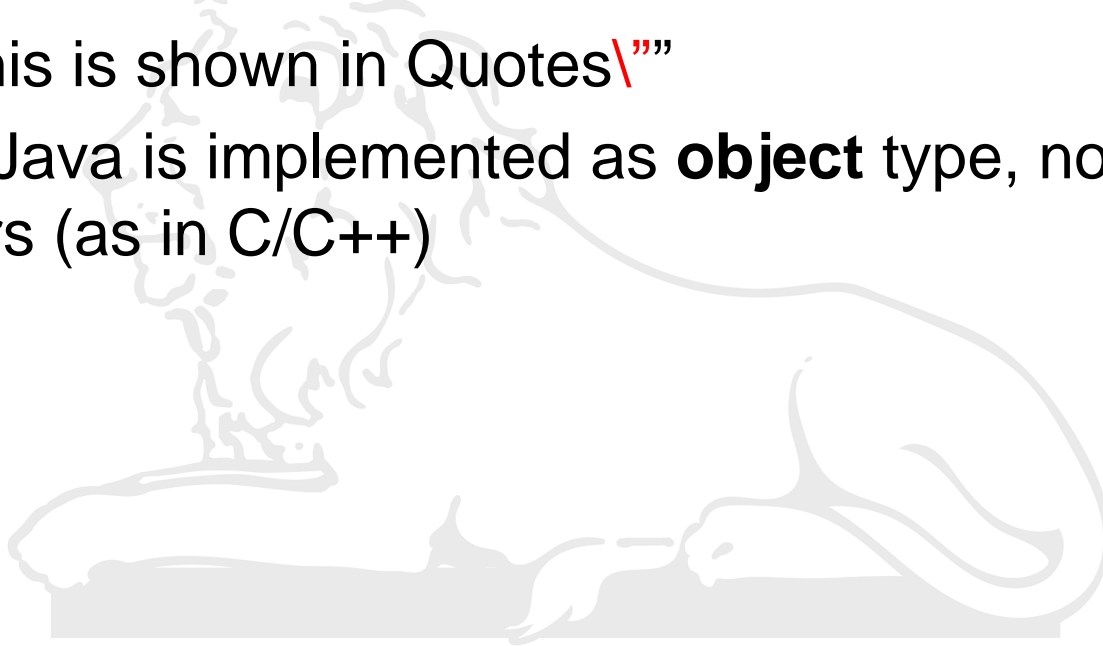 his is shown in Quotes\””
Java is implemented as object type, no
rs (as in C/C++)